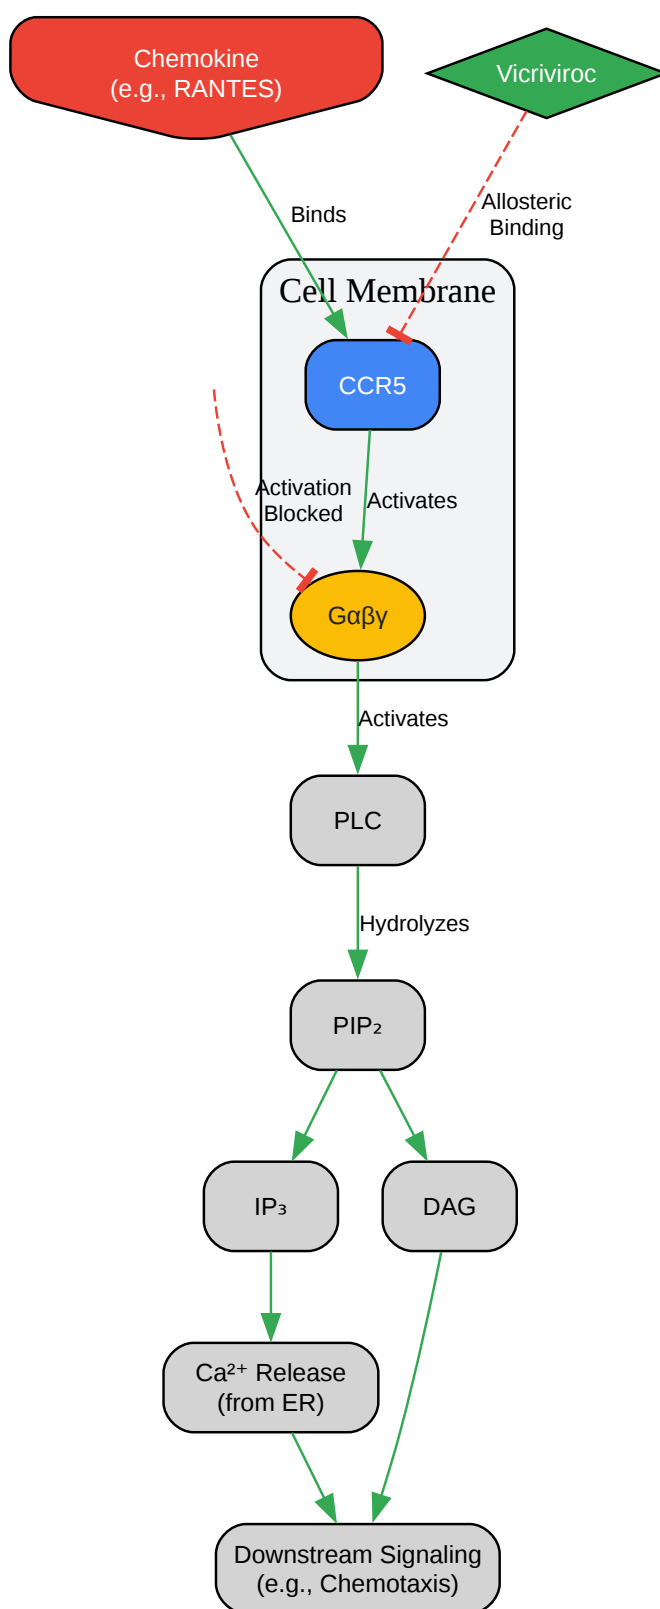 Chemokine
(e.g., RANTES)
Vicriviroc
Binds
Allosteric
Binding
Cell Membrane
CCR5
Activation
Blocked
Activates
Gαβγ
Activates
PLC
Hydrolyzes
PIP₂
IP₃
DAG
Ca²⁺ Release
(from ER)
Downstream Signaling
(e.g., Chemotaxis)